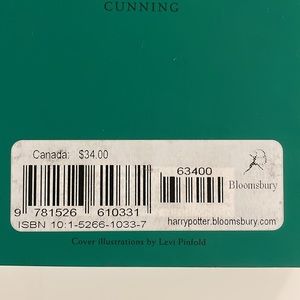 CUNNING
Canada: $34.00
63400
Bloomsbury
9 781526 610331
harrypotter.bloomsbury.com
ISBN 10:1-5266-1033-7
Cover illustrations by Levi Pinfold